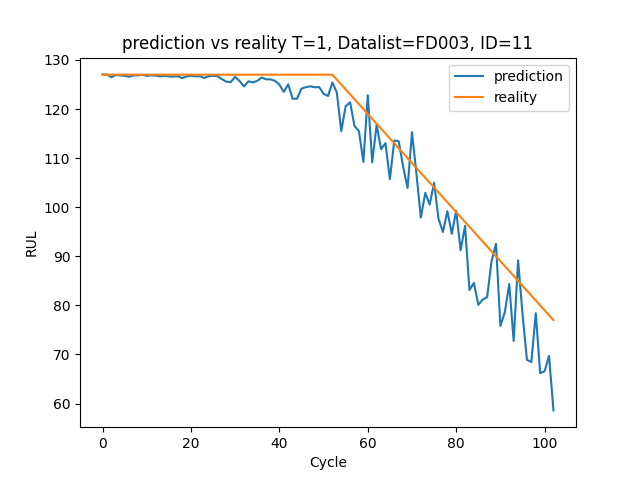 prediction vs reality T=1, Datalist=FD003, ID=11
prediction
reality
RUL
130
120
110
100
90
80
70
60
0
20
40
60
80
100
Cycle